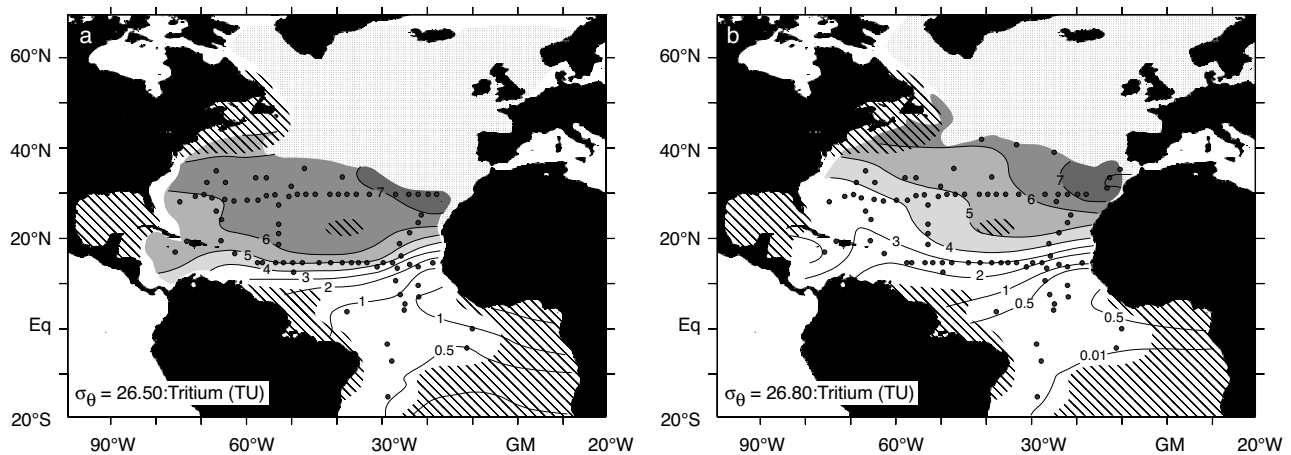 a
60°N
40°N
20°N
Eq
20°S
7
6
5
4
3
2
1
1
0.5
σθ = 26.50:Tritium (TU)
90°W
60°W
30°W
GM
20°W
b
60°N
40°N
20°N
Eq
20°S
7
6
5
4
3
2
1
0.5
0.5
0.01
σθ = 26.80:Tritium (TU)
90°W
60°W
30°W
GM
20°W